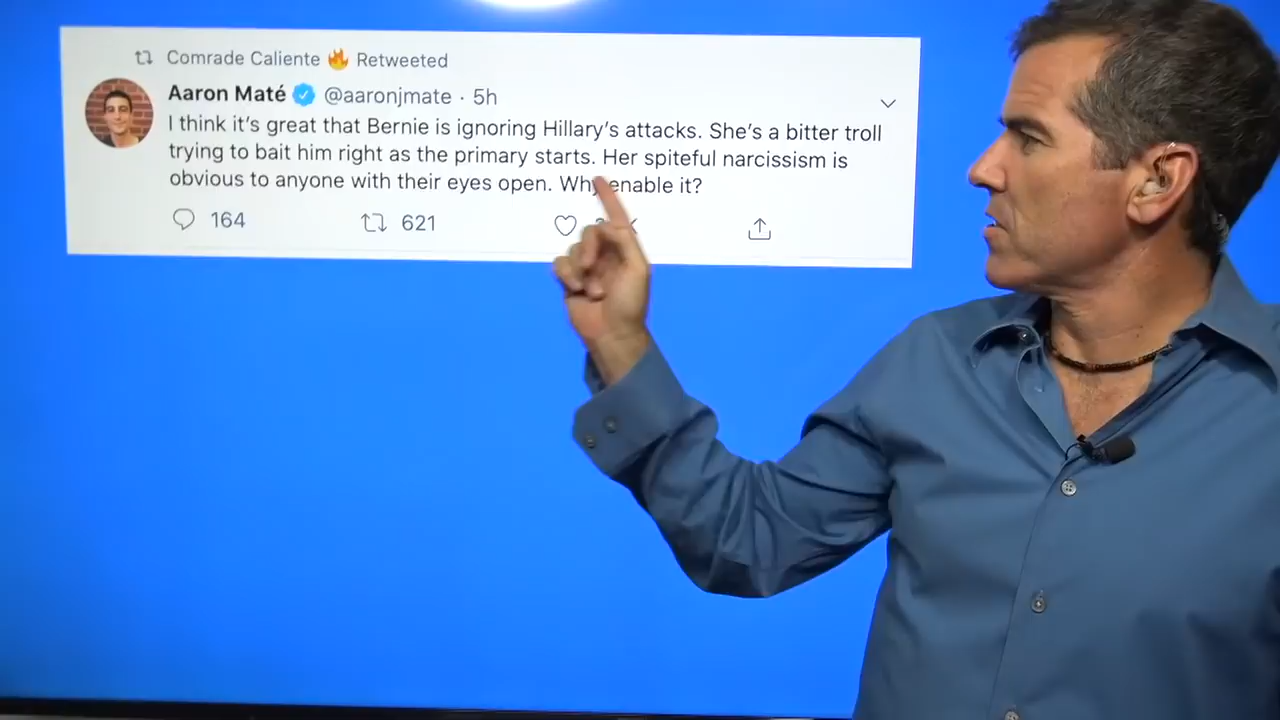 Comrade Caliente 🔥 Retweeted
Aaron Maté @aaronjmate · 5h
I think it's great that Bernie is ignoring Hillary's attacks. She's a bitter troll
trying to bait him right as the primary starts. Her spiteful narcissism is
obvious to anyone with their eyes open. Why enable it?
164 621